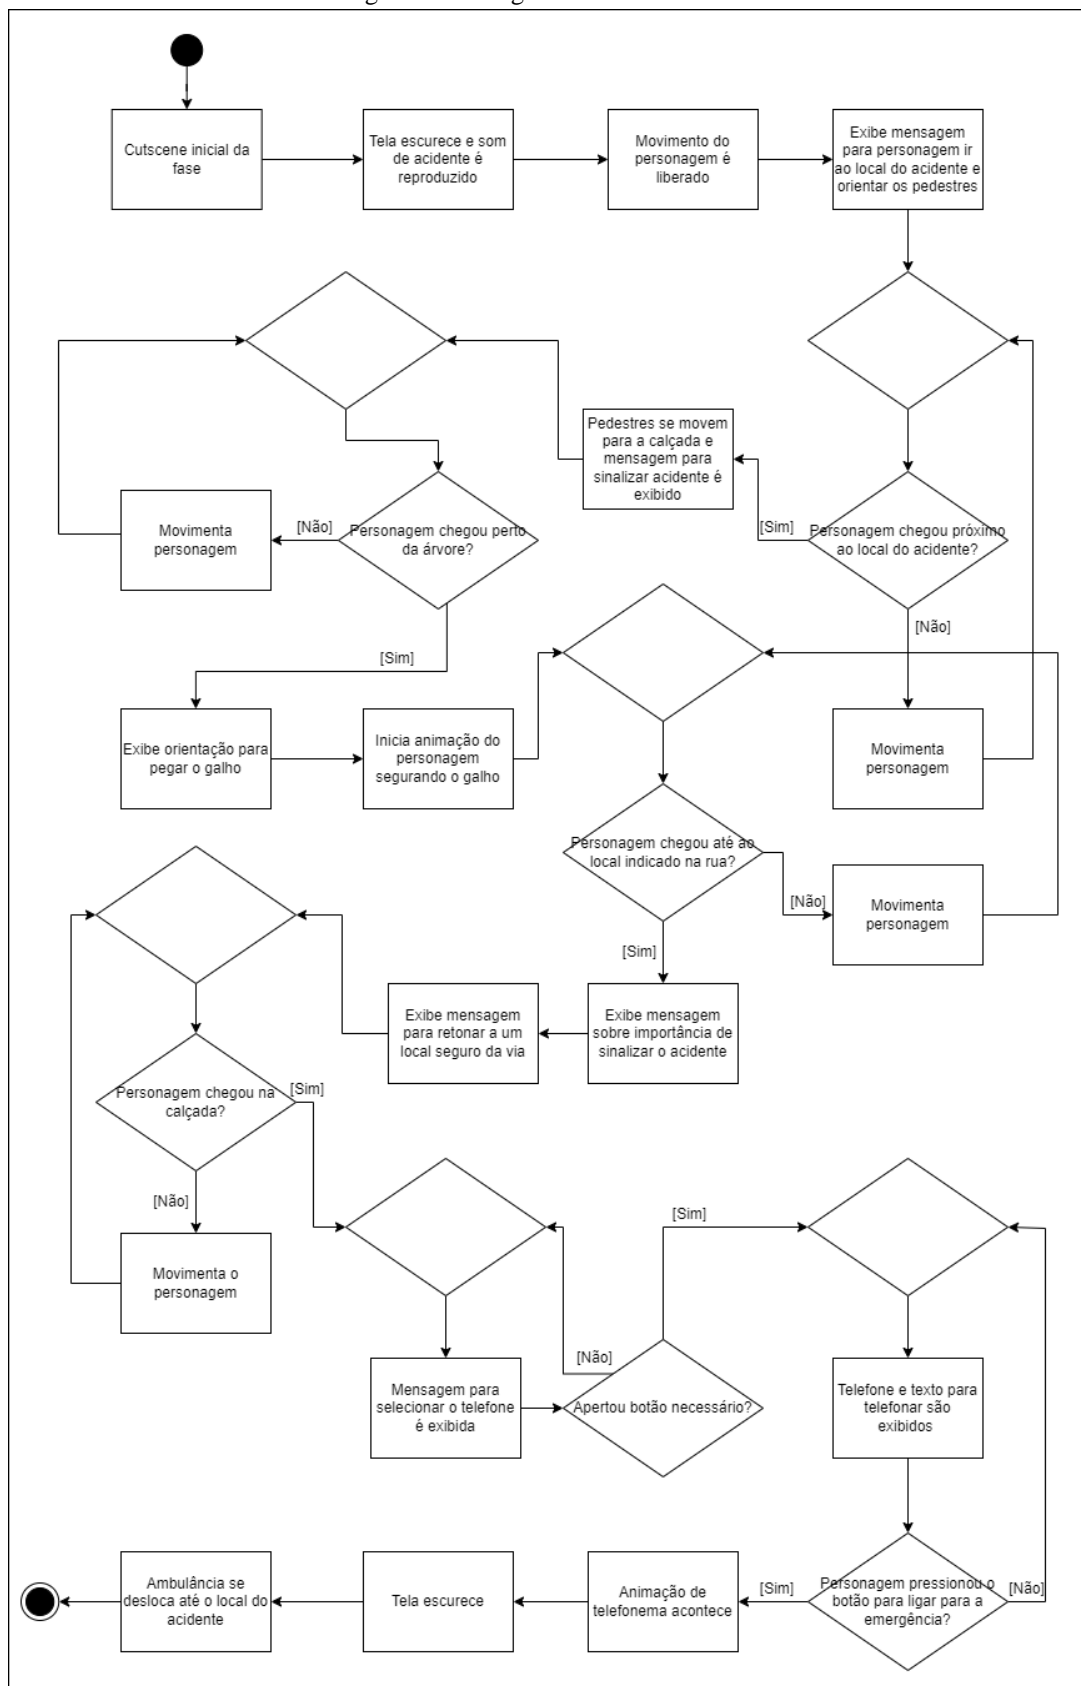 Cutscene inicial da
fase
Tela escurece e som
de acidente é
reproduzido
Movimento do
personagem é
liberado
Exibe mensagem
para personagem ir
ao local do acidente e
orientar os pedestres
Pedestres se movem
para a calçada e
mensagem para
sinalizar acidente é
exibido
[Sim]
Personagem chegou próximo
ao local do acidente?
[Não]
Movimenta
personagem
Personagem chegou perto
da árvore?
[Não]
Movimenta
personagem
[Sim]
Exibe orientação para
pegar o galho
Inicia animação do
personagem
segurando o galho
Personagem chegou até ao
local indicado na rua?
[Não]
Movimenta
personagem
[Sim]
Exibe mensagem
sobre importância de
sinalizar o acidente
Exibe mensagem
para retonar a um
local seguro da via
Personagem chegou na
calçada?
[Sim]
[Não]
Movimenta o
personagem
Mensagem para
selecionar o telefone
é exibida
Apertou botão necessário?
[Não]
[Sim]
Telefone e texto para
telefonar são
exibidos
Personagem pressionou o
botão para ligar para a
emergência?
[Não]
[Sim]
Animação de
telefonema acontece
Tela escurece
Ambulância se
desloca até o local do
acidente